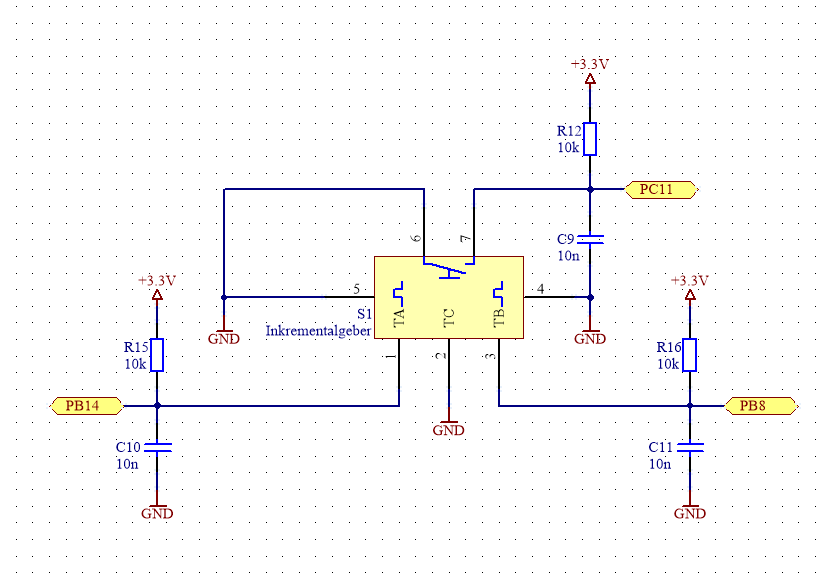 +3.3V
R12
10k
PC11
6
7
C9
10n
5
4
S1
Inkrementalgeber
TA
TC
TB
GND
GND
+3.3V
+3.3V
1
2
3
R15
10k
R16
10k
PB14
PB8
GND
C10
10n
C11
10n
GND
GND